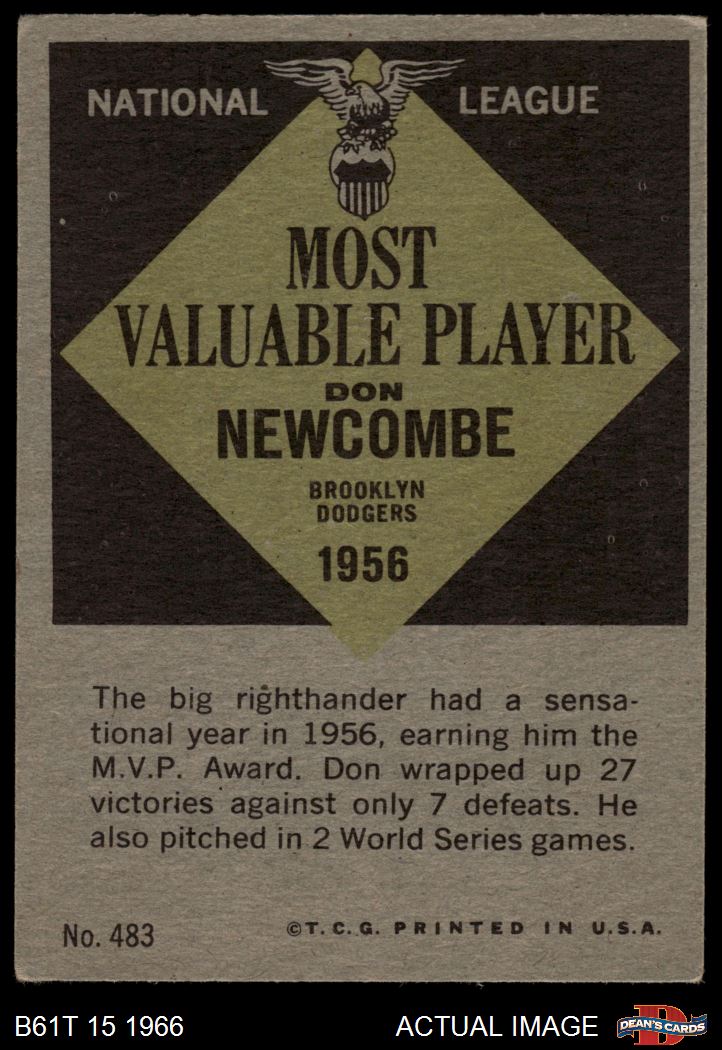 NATIONAL LEAGUE
MOST
VALUABLE PLAYER
DON
NEWCOMBE
BROOKLYN
DODGERS
1956
The big righthander had a sensa-
tional year in 1956, earning him the
M.V.P. Award. Don wrapped up 27
victories against only 7 defeats. He
also pitched in 2 World Series games.
No. 483 ©T.C.G. PRINTED IN U.S.A.
B61T 15 1966 ACTUAL IMAGE DEAN'S CARDS